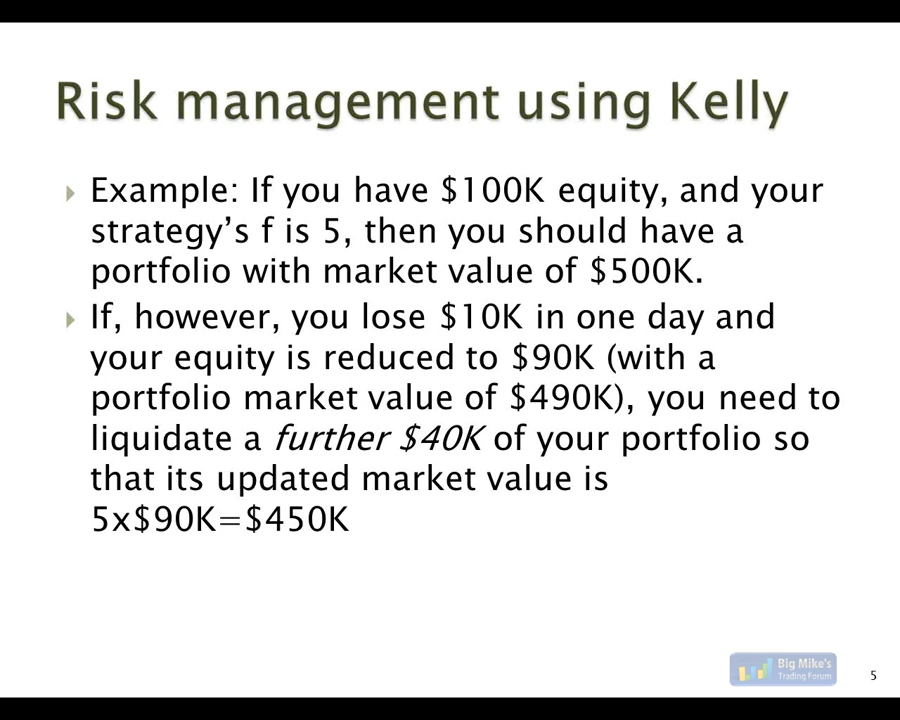 Risk management using Kelly
Example: If you have $100K equity, and your
strategy’s f is 5, then you should have a
portfolio with market value of $500K.
If, however, you lose $10K in one day and
your equity is reduced to $90K (with a
portfolio market value of $490K), you need to
liquidate a further $40K of your portfolio so
that its updated market value is
5x$90K=$450K
Big Mike's
Trading Forum
5